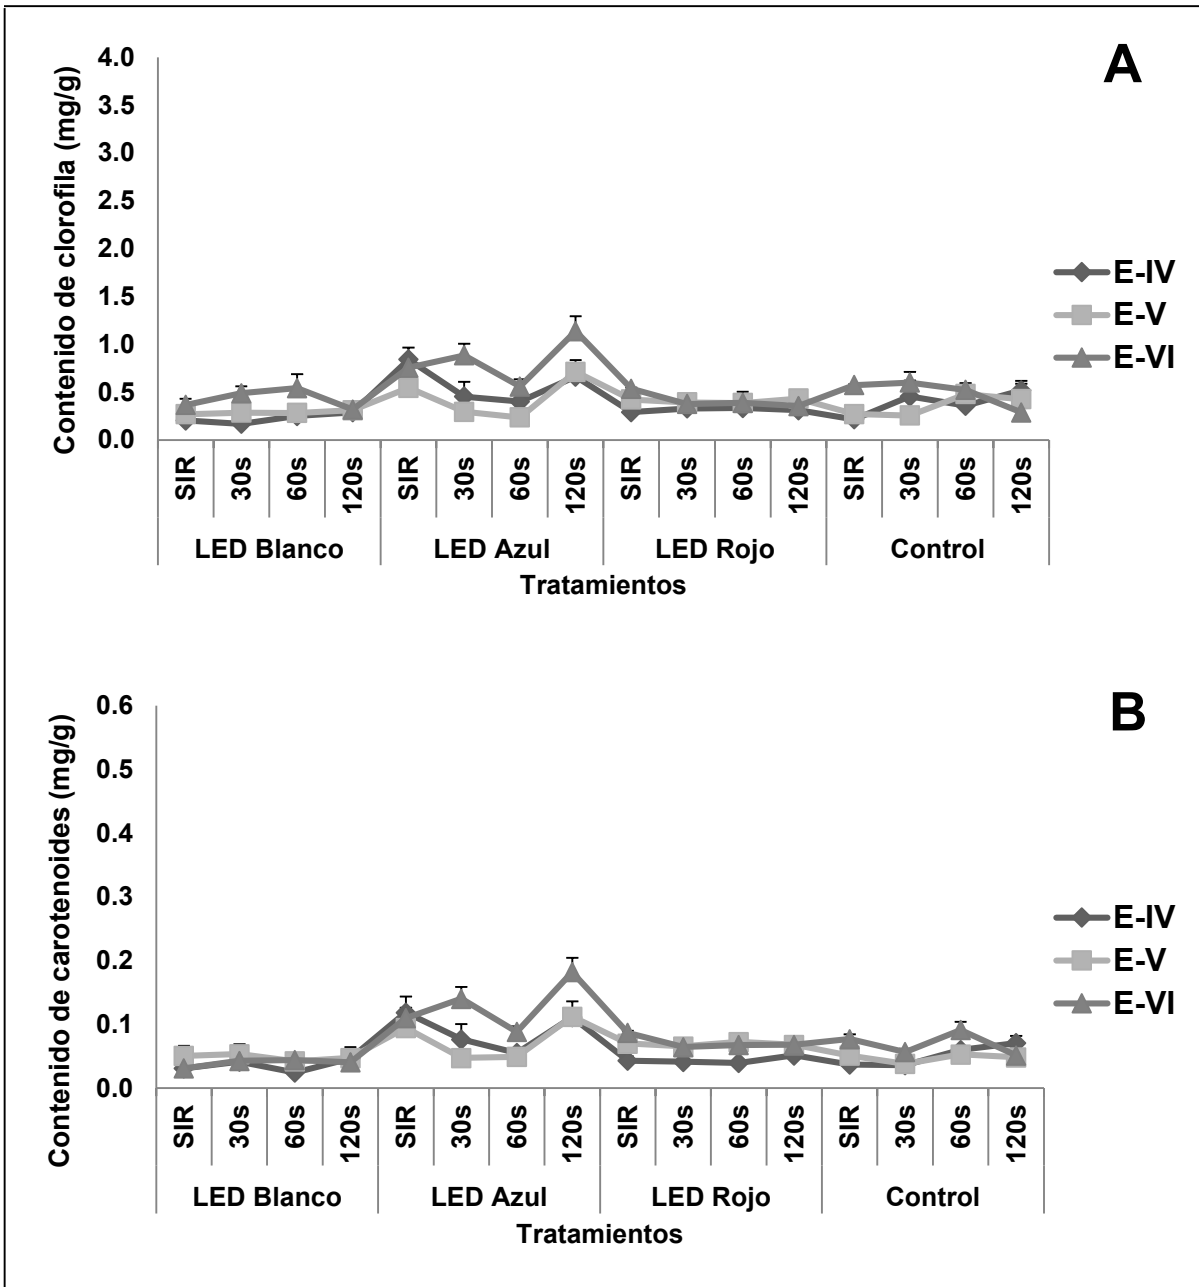 A
Contenido de clorofila (mg/g)
4.0
3.5
3.0
2.5
2.0
1.5
1.0
0.5
0.0
E-IV
E-V
E-VI
SIR 30s 60s 120s SIR 30s 60s 120s SIR 30s 60s 120s SIR 30s 60s 120s
LED Blanco LED Azul LED Rojo Control
Tratamientos
B
Contenido de carotenoides (mg/g)
0.6
0.5
0.4
0.3
0.2
0.1
0.0
E-IV
E-V
E-VI
SIR 30s 60s 120s SIR 30s 60s 120s SIR 30s 60s 120s SIR 30s 60s 120s
LED Blanco LED Azul LED Rojo Control
Tratamientos